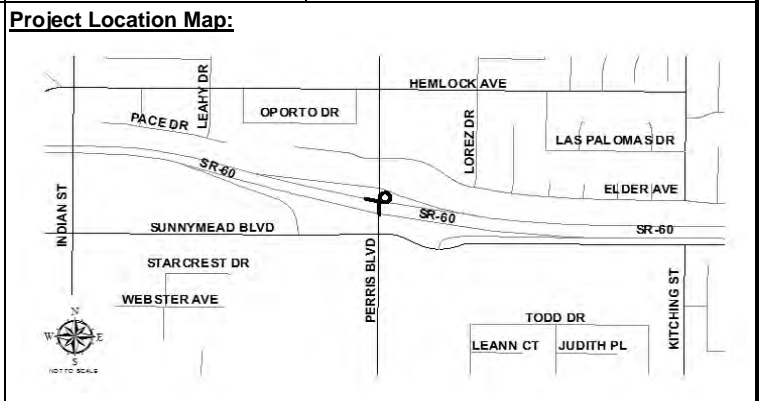 Project Location Map:
HEMLOCK AVE
LEAHY DR
OPORTO DR
PACE DR
LOREZ DR
LAS PALOMAS DR
SR-60
ELDER AVE
INDIAN ST
SR-60
SR-60
SUNNYMEAD BLVD
PERRIS BLVD
STARCREST DR
KITCHING ST
WEBSTER AVE
N
W E
S
NOT TO SCALE
TODD DR
LEANN CT
JUDITH PL